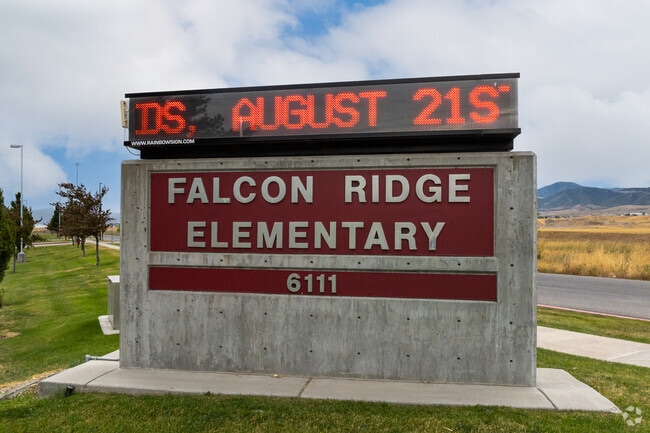 DS, AUGUST 21S
WWW.RAINBOWSIGN.COM
FALCON RIDGE
ELEMENTARY
6111